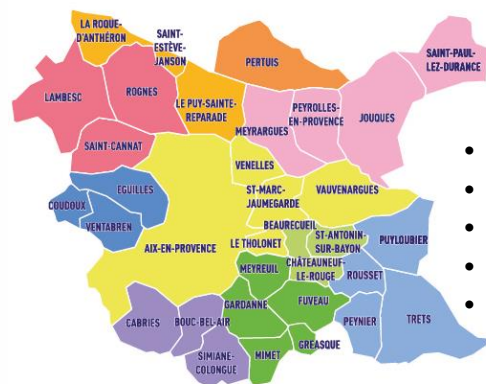 LA ROQUE-
D'ANTHÉRON
SAINT-
ESTÈVE-
JANSON
PERTUIS
SAINT-PAUL-
LEZ-DURANCE
LAMBESC
ROGNES
LE PUY-SAINTE-
REPARADE
PEYROLLES-
EN-PROVENCE
JOUQUES
MEYRARGUES
SAINT-CANNAT
VENELLES
EGUILLES
ST-MARC-
JAUMEGARDE
VAUVENARGUES
COUDOUX
VENTABREN
BEAURECUEIL
ST-ANTONIN-
SUR-BAYON
PUYLOUBIER
AIX-EN-PROVENCE
LE THOLONET
CHÂTEAUNEUF-
LE-ROUGE
MEYREUIL
ROUSSET
GARDANNE
FUVEAU
CABRIES
BOUC-BEL-AIR
PEYNIER
TRETS
SIMIANE-
COLONGUE
MIMET
GREASQUE